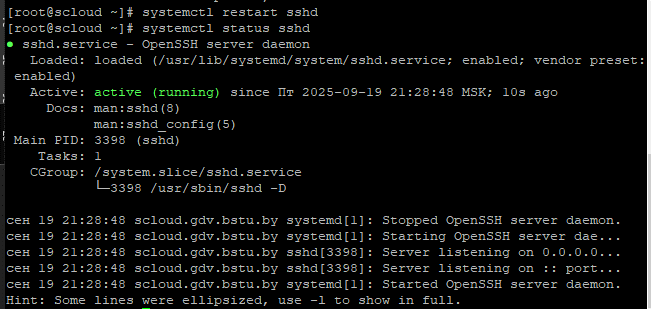 [root@scloud ~]# systemctl restart sshd
[root@scloud ~]# systemctl status sshd
● sshd.service - OpenSSH server daemon
   Loaded: loaded (/usr/lib/systemd/system/sshd.service; enabled; vendor preset:
 enabled)
   Active: active (running) since Пт 2025-09-19 21:28:48 MSK; 10s ago
     Docs: man:sshd(8)
           man:sshd_config(5)
 Main PID: 3398 (sshd)
    Tasks: 1
   CGroup: /system.slice/sshd.service
           └─3398 /usr/sbin/sshd -D

сен 19 21:28:48 scloud.gdv.bstu.by systemd[1]: Stopped OpenSSH server daemon.
сен 19 21:28:48 scloud.gdv.bstu.by systemd[1]: Starting OpenSSH server dae...
сен 19 21:28:48 scloud.gdv.bstu.by sshd[3398]: Server listening on 0.0.0.0...
сен 19 21:28:48 scloud.gdv.bstu.by sshd[3398]: Server listening on :: port...
сен 19 21:28:48 scloud.gdv.bstu.by systemd[1]: Started OpenSSH server daemon.
Hint: Some lines were ellipsized, use -l to show in full.